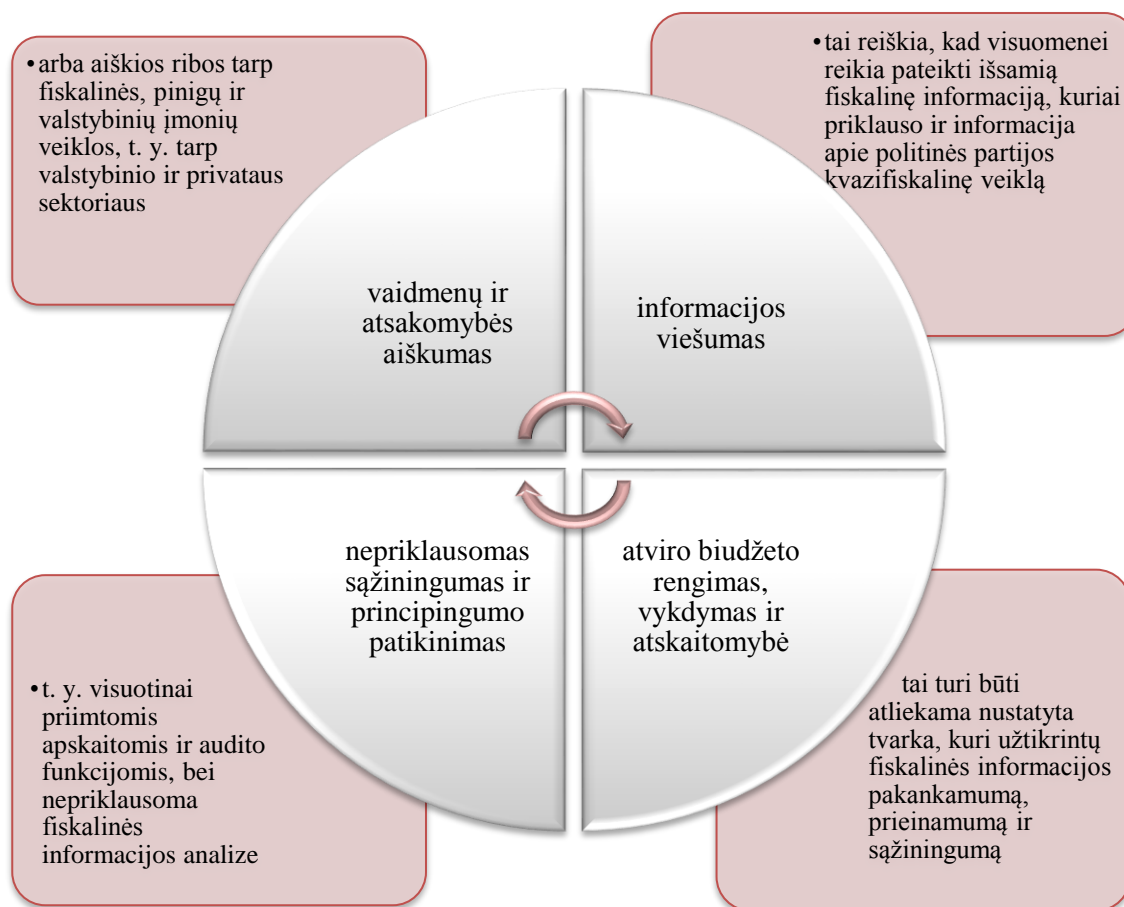 •arba aiškios ribos tarp
fiskalinės, pinigų ir
valstybinių įmonių
veiklos, t. y. tarp
valstybinio ir privataus
sektoriaus
•tai reiškia, kad visuomenei
reikia pateikti išsamią
fiskalinę informaciją, kuriai
priklauso ir informacija
apie politinės partijos
kvazifiskalinę veiklą
vaidmenų ir
atsakomybės
aiškumas
informacijos
viešumas
nepriklausomas
sąžiningumas ir
principingumo
patikinimas
atviro biudžeto
rengimas,
vykdymas ir
atskaitomybė
•t. y. visuotinai
priimtomis
apskaitomis ir audito
funkcijomis, bei
nepriklausoma
fiskalinės
informacijos analize
tai turi būti
atliekama nustatyta
tvarka, kuri užtikrintų
fiskalinės informacijos
pakankamumą,
prieinamumą ir
sąžiningumą